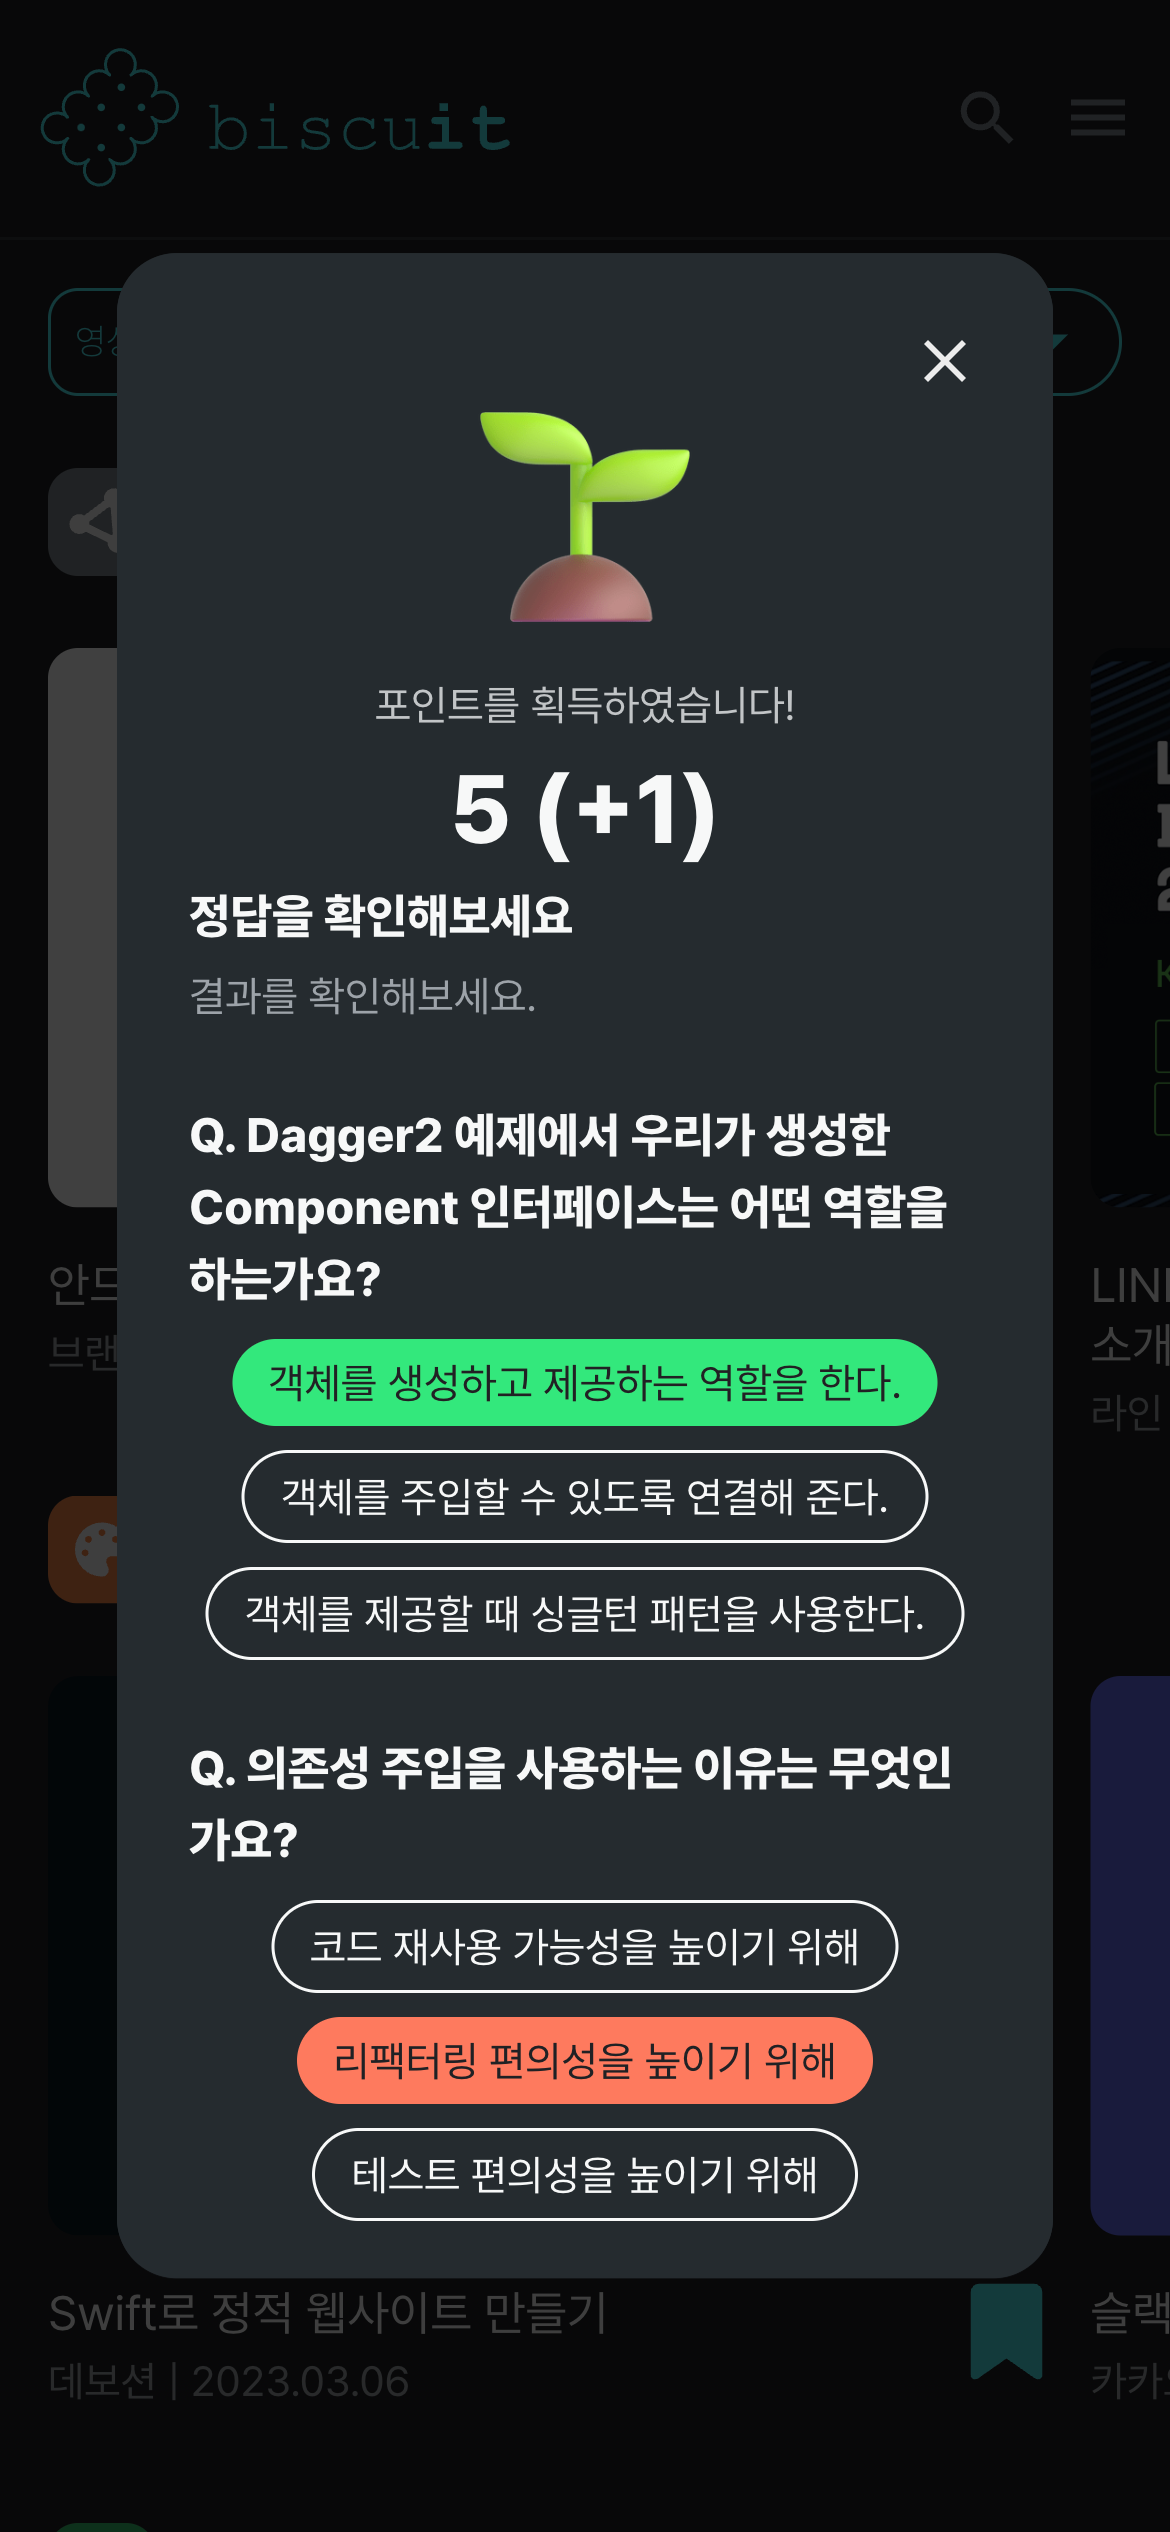 biscuit
포인트를 획득하였습니다!
5 (+1)
정답을 확인해보세요
결과를 확인해보세요.
Q. Dagger2 예제에서 우리가 생성한
Component 인터페이스는 어떤 역할을
하는가요?
객체를 생성하고 제공하는 역할을 한다.
객체를 주입할 수 있도록 연결해 준다.
객체를 제공할 때 싱글턴 패턴을 사용한다.
Q. 의존성 주입을 사용하는 이유는 무엇인
가요?
코드 재사용 가능성을 높이기 위해
리팩터링 편의성을 높이기 위해
테스트 편의성을 높이기 위해
소개
라인
Swift로 정적 웹사이트 만들기
데보션 | 2023.03.06
슬랙